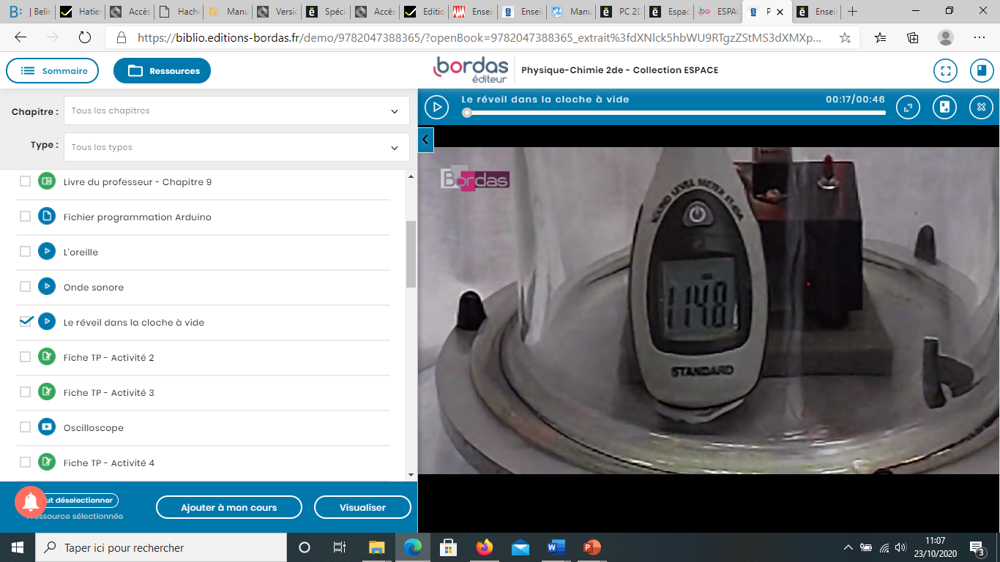 B: | Belin
Hatier
Accès
Hache
Manu
Versio
Spéci
Accès
Editio
Ensei
Ensei
Manu
PC 2D
Espac
ESPA
P
Ensei
https://biblio.editions-bordas.fr/demo/9782047388365/?openBook=9782047388365_extrait%3fdXNlck5hbWU9RTgzZStMS3dXMXp...
Sommaire
Ressources
bordas
éditeur
Physique-Chimie 2de - Collection ESPACE
Chapitre :
Tous les chapitres
Type :
Tous les types
Livre du professeur - Chapitre 9
Fichier programmation Arduino
L'oreille
Onde sonore
Le réveil dans la cloche à vide
Fiche TP - Activité 2
Fiche TP - Activité 3
Oscilloscope
Fiche TP - Activité 4
ut déselectionner
Ressource sélectionnée
Ajouter à mon cours
Visualiser
Le réveil dans la cloche à vide
00:17/00:46
Bordas
SOUND LEVEL METER
114.8
STANDARD
Taper ici pour rechercher
11:07
23/10/2020
3